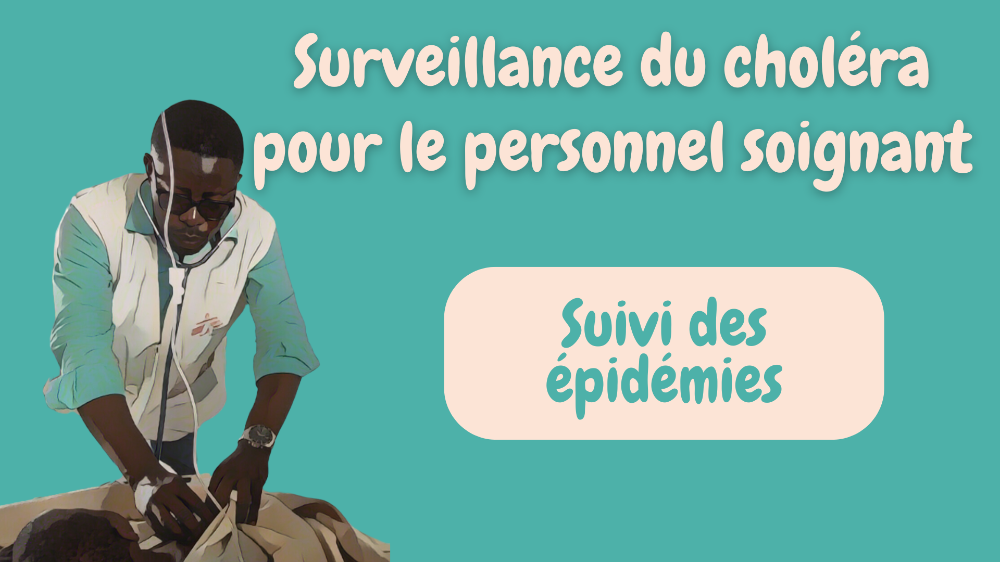 Surveillance du choléra
pour le personnel soignant
Suivi des
épidémies